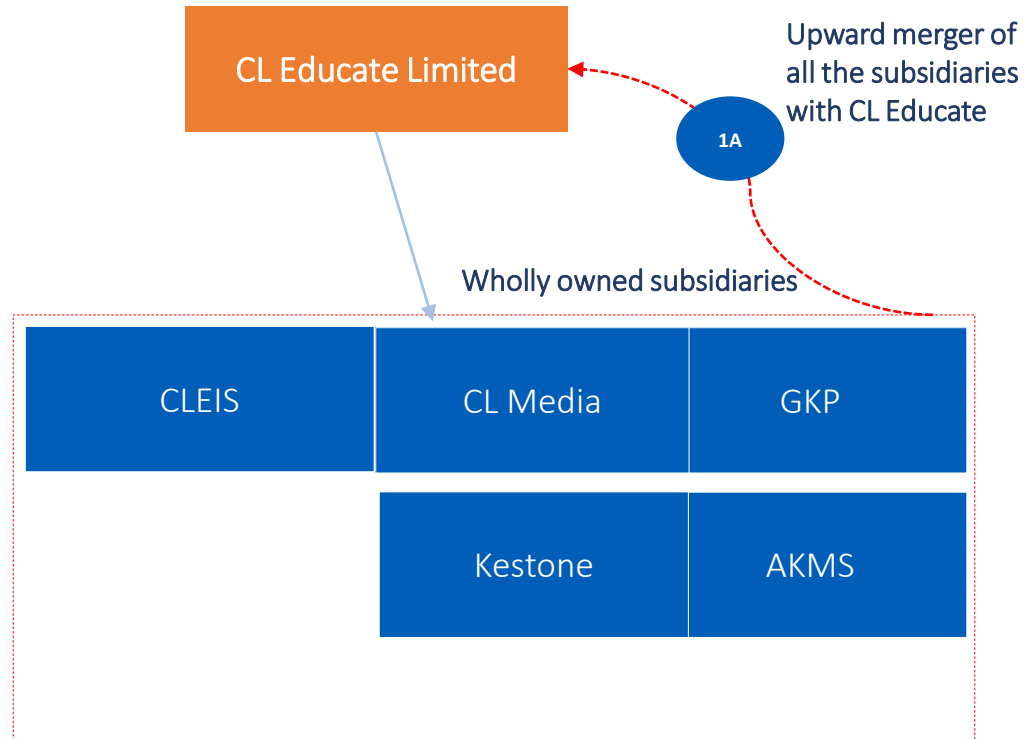 CL Educate Limited
Upward merger of
all the subsidiaries
with CL Educate
1A
Wholly owned subsidiaries
CLEIS
CL Media
GKP
Kestone
AKMS